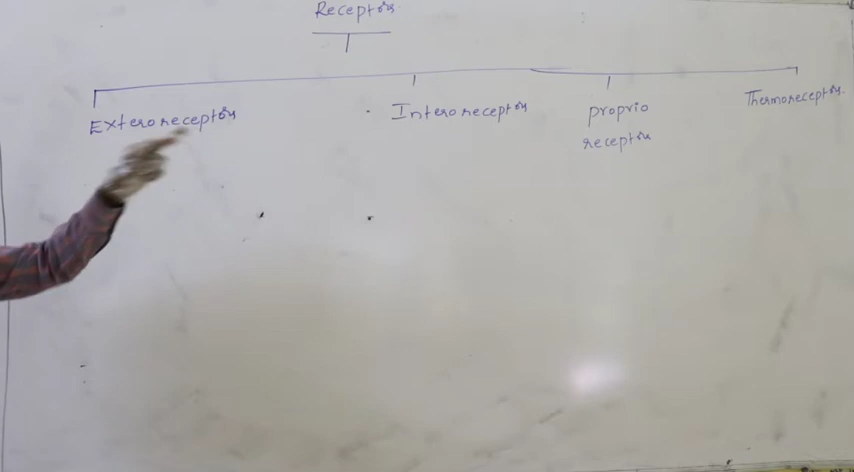 Receptors
Exteroreceptors
Interoreceptors
proprio
receptors
Thermoreceptors.